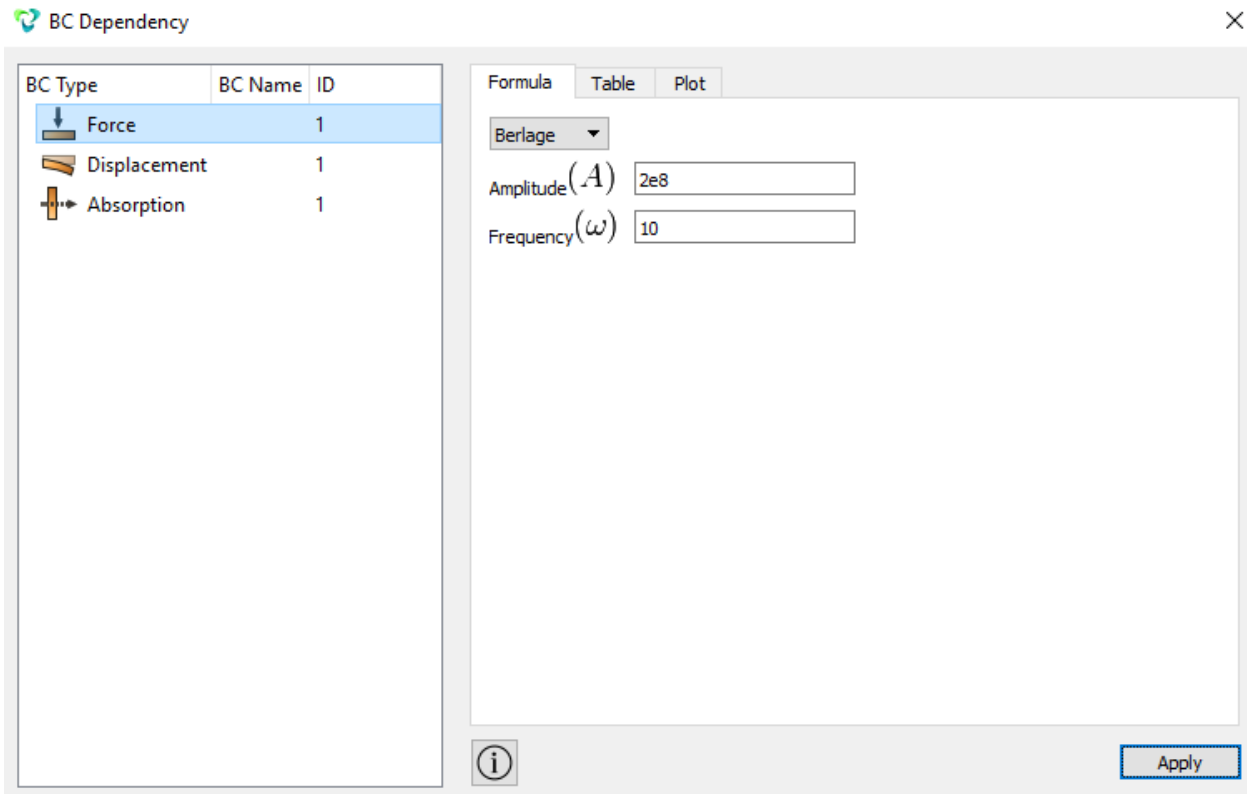 BC Dependency
BC Type BC Name ID
Force 1
Displacement 1
Absorption 1
Formula Table Plot
Berlage
Amplitude(A) 2e8
Frequency(ω) 10
Apply